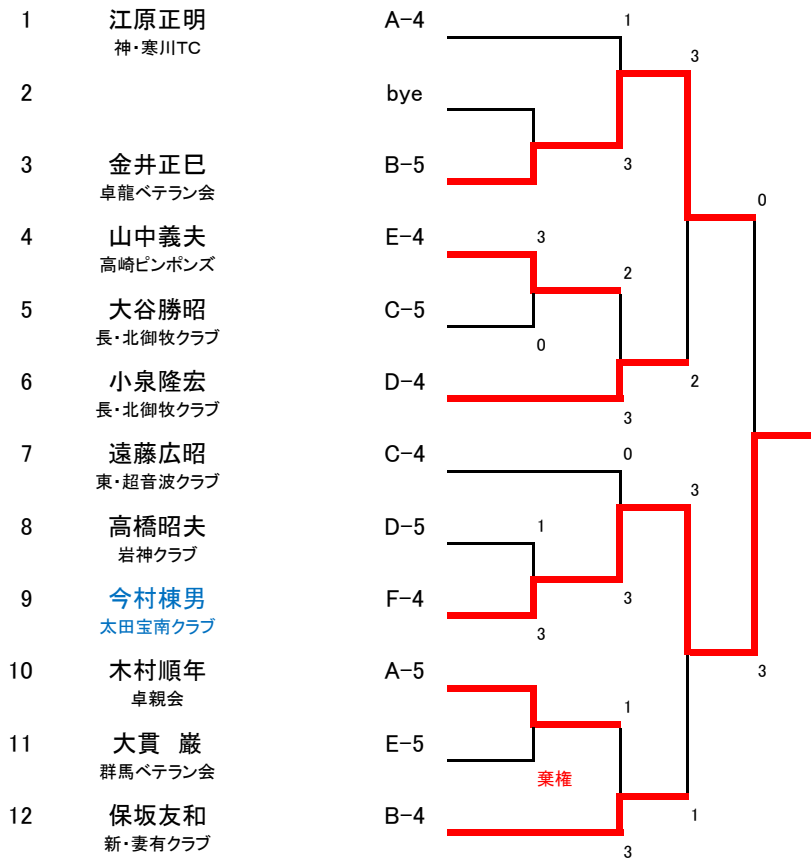 1 江原正明 A-4 1
神・寒川TC
3
2 bye
3 金井正巳 B-5 3
卓龍ベテラン会
0
4 山中義夫 E-4 3
高崎ピンポンズ
2
5 大谷勝昭 C-5
長・北御牧クラブ
0
6 小泉隆宏 D-4 2
長・北御牧クラブ
3
7 遠藤広昭 C-4 0
東・超音波クラブ
3
8 高橋昭夫 D-5 1
岩神クラブ
9 今村棟男 F-4 3
太田宝南クラブ
3
10 木村順年 A-5 3
卓親会
1
11 大貫 巌 E-5
群馬ベテラン会
棄権
12 保坂友和 B-4 1
新・妻有クラブ
3